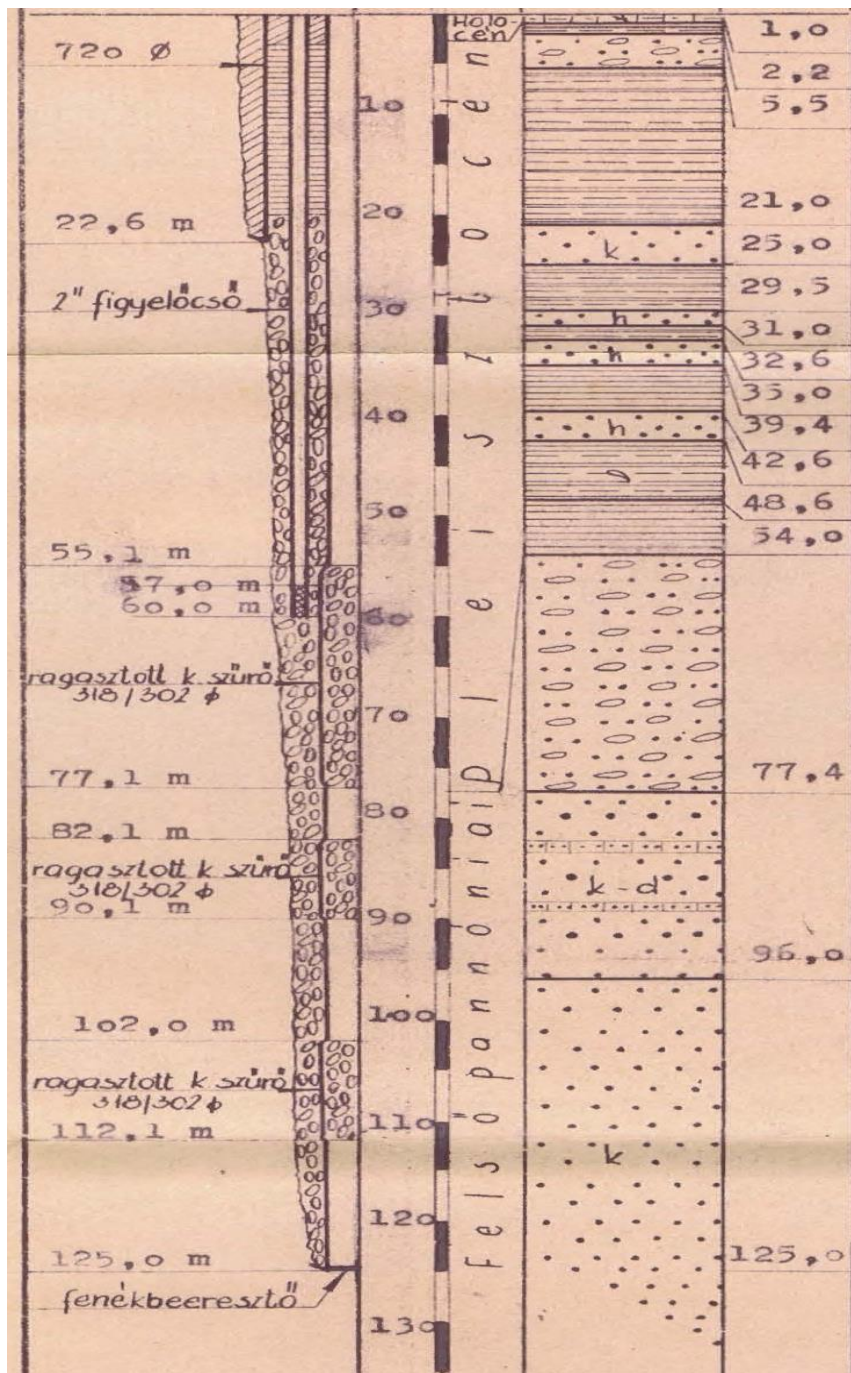 720 Ø
22,6 m
2" figyelőcső
55,1 m
57,0 m
60,0 m
ragasztott k szűrő
318/302 ϕ
77,1 m
82,1 m
ragasztott k szűrő
318/302 ϕ
90,1 m
102,0 m
ragasztott k szűrő
318/302 ϕ
112,1 m
125,0 m
fenékbeeresztő
10
20
30
40
50
60
70
80
90
100
110
120
130
Holo-
cén
Pleisztocén
Felsőpannóniai
k
h
h
h
k-d
k
1,0
2,2
5,5
21,0
25,0
29,5
31,0
32,6
35,0
39,4
42,6
48,6
54,0
77,4
96,0
125,0